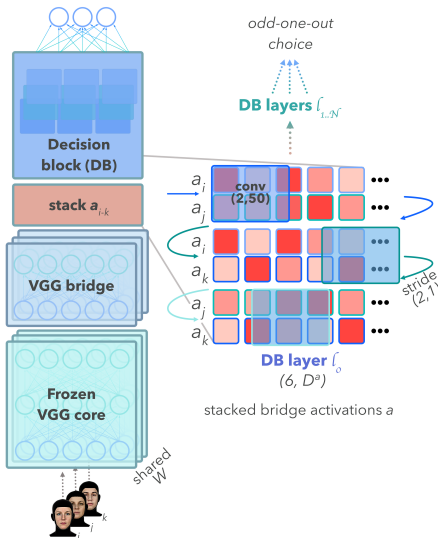 odd-one-out
choice
DB layers l1..N
Decision
block (DB)
stack ai-k
VGG bridge
Frozen
VGG core
shared
W
i
k
ai
conv
(2,50)
•••
aj
•••
ai
•••
ak
•••
stride
(2,1)
aj
•••
ak
•••
DB layer l0
(6, Dᵃ)
stacked bridge activations a